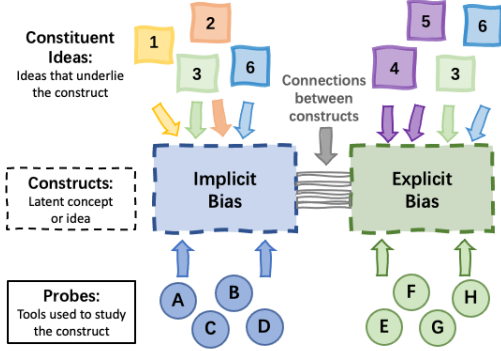 Constituent
Ideas:
Ideas that underlie
the construct
1
2
3
6
5
6
4
3
Connections
between
constructs
Constructs:
Latent concept
or idea
Implicit
Bias
Explicit
Bias
Probes:
Tools used to study
the construct
A
B
C
D
F
H
E
G